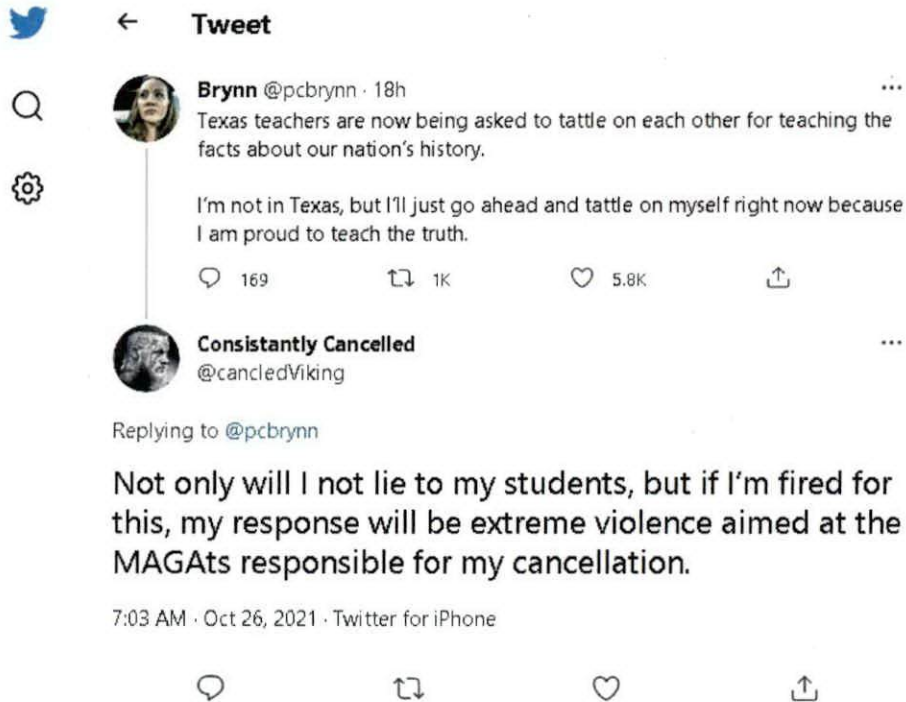 Tweet
Brynn @pcbrynn · 18h
Texas teachers are now being asked to tattle on each other for teaching the
facts about our nation's history.
I'm not in Texas, but I'll just go ahead and tattle on myself right now because
I am proud to teach the truth.
169 1K 5.8K
Consistantly Cancelled
@cancledViking
Replying to @pcbrynn
Not only will I not lie to my students, but if I'm fired for
this, my response will be extreme violence aimed at the
MAGAts responsible for my cancellation.
7:03 AM · Oct 26, 2021 · Twitter for iPhone